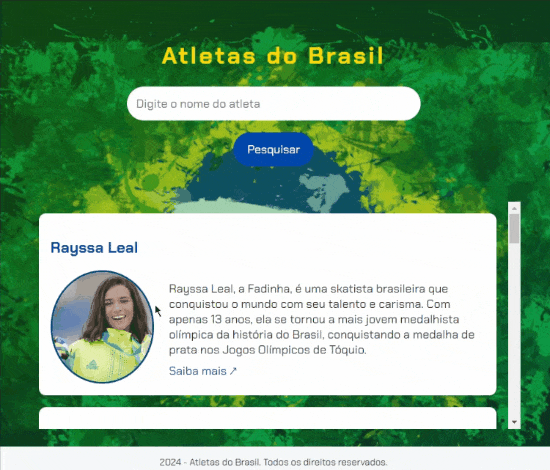 Atletas do Brasil
Digite o nome do atleta
Pesquisar
Rayssa Leal
Rayssa Leal, a Fadinha, é uma skatista brasileira que
conquistou o mundo com seu talento e carisma. Com
apenas 13 anos, ela se tornou a mais jovem medalhista
olímpica da história do Brasil, conquistando a medalha de
prata nos Jogos Olímpicos de Tóquio.
Saiba mais ↗
2024 - Atletas do Brasil. Todos os direitos reservados.